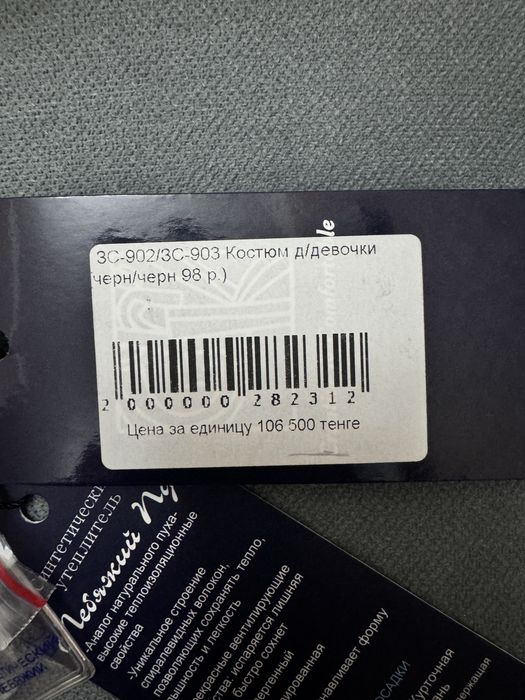 ЗС-902/ЗС-903 Костюм д/девочки
черн/черн 98 р.)
2 000000 282312
Цена за единицу 106 500 тенге
утеплитель
Лебяжий
-Аналог натурального пуха-
высокие теплоизоляционные
свойства
-Уникальное строение
спиралевидных волокон,
позволяющих сохранять тепло,
и легкость
вентилирующие
испаряется лишняя
быстро сохнет
форму